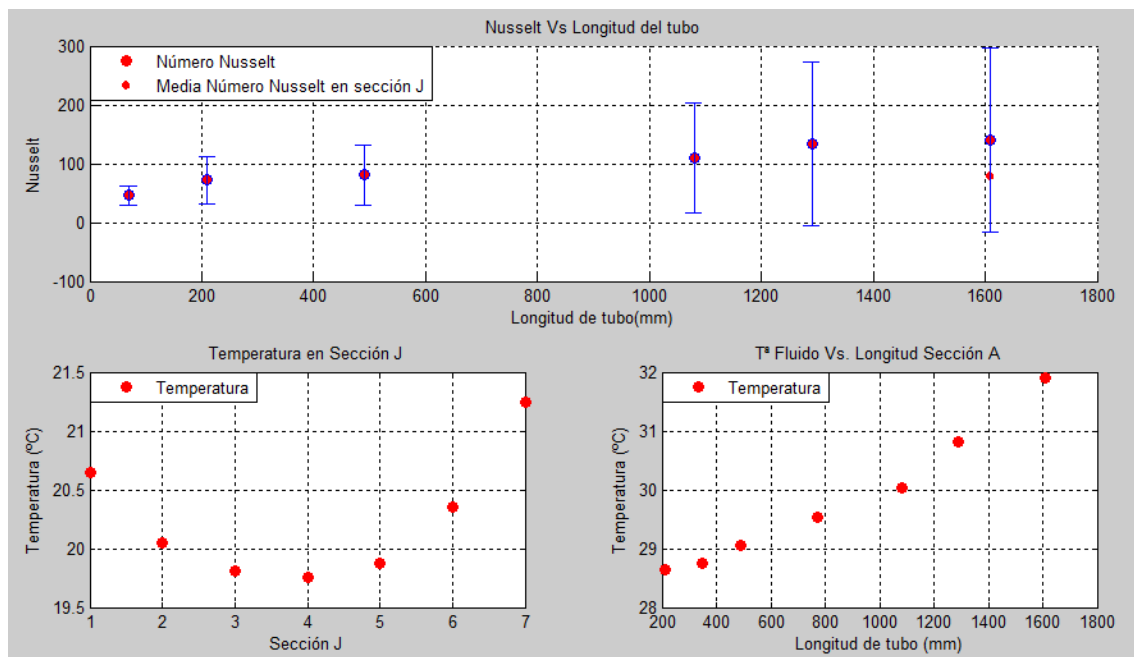 Nusselt Vs Longitud del tubo
300
200
100
0
-100
Nusselt
Número Nusselt
Media Número Nusselt en sección J
0 200 400 600 800 1000 1200 1400 1600 1800
Longitud de tubo(mm)
Temperatura en Sección J
21.5
21
20.5
20
19.5
Temperatura (ºC)
Temperatura
1 2 3 4 5 6 7
Sección J
Tª Fluido Vs. Longitud Sección A
32
31
30
29
28
Temperatura (ºC)
Temperatura
200 400 600 800 1000 1200 1400 1600 1800
Longitud de tubo (mm)